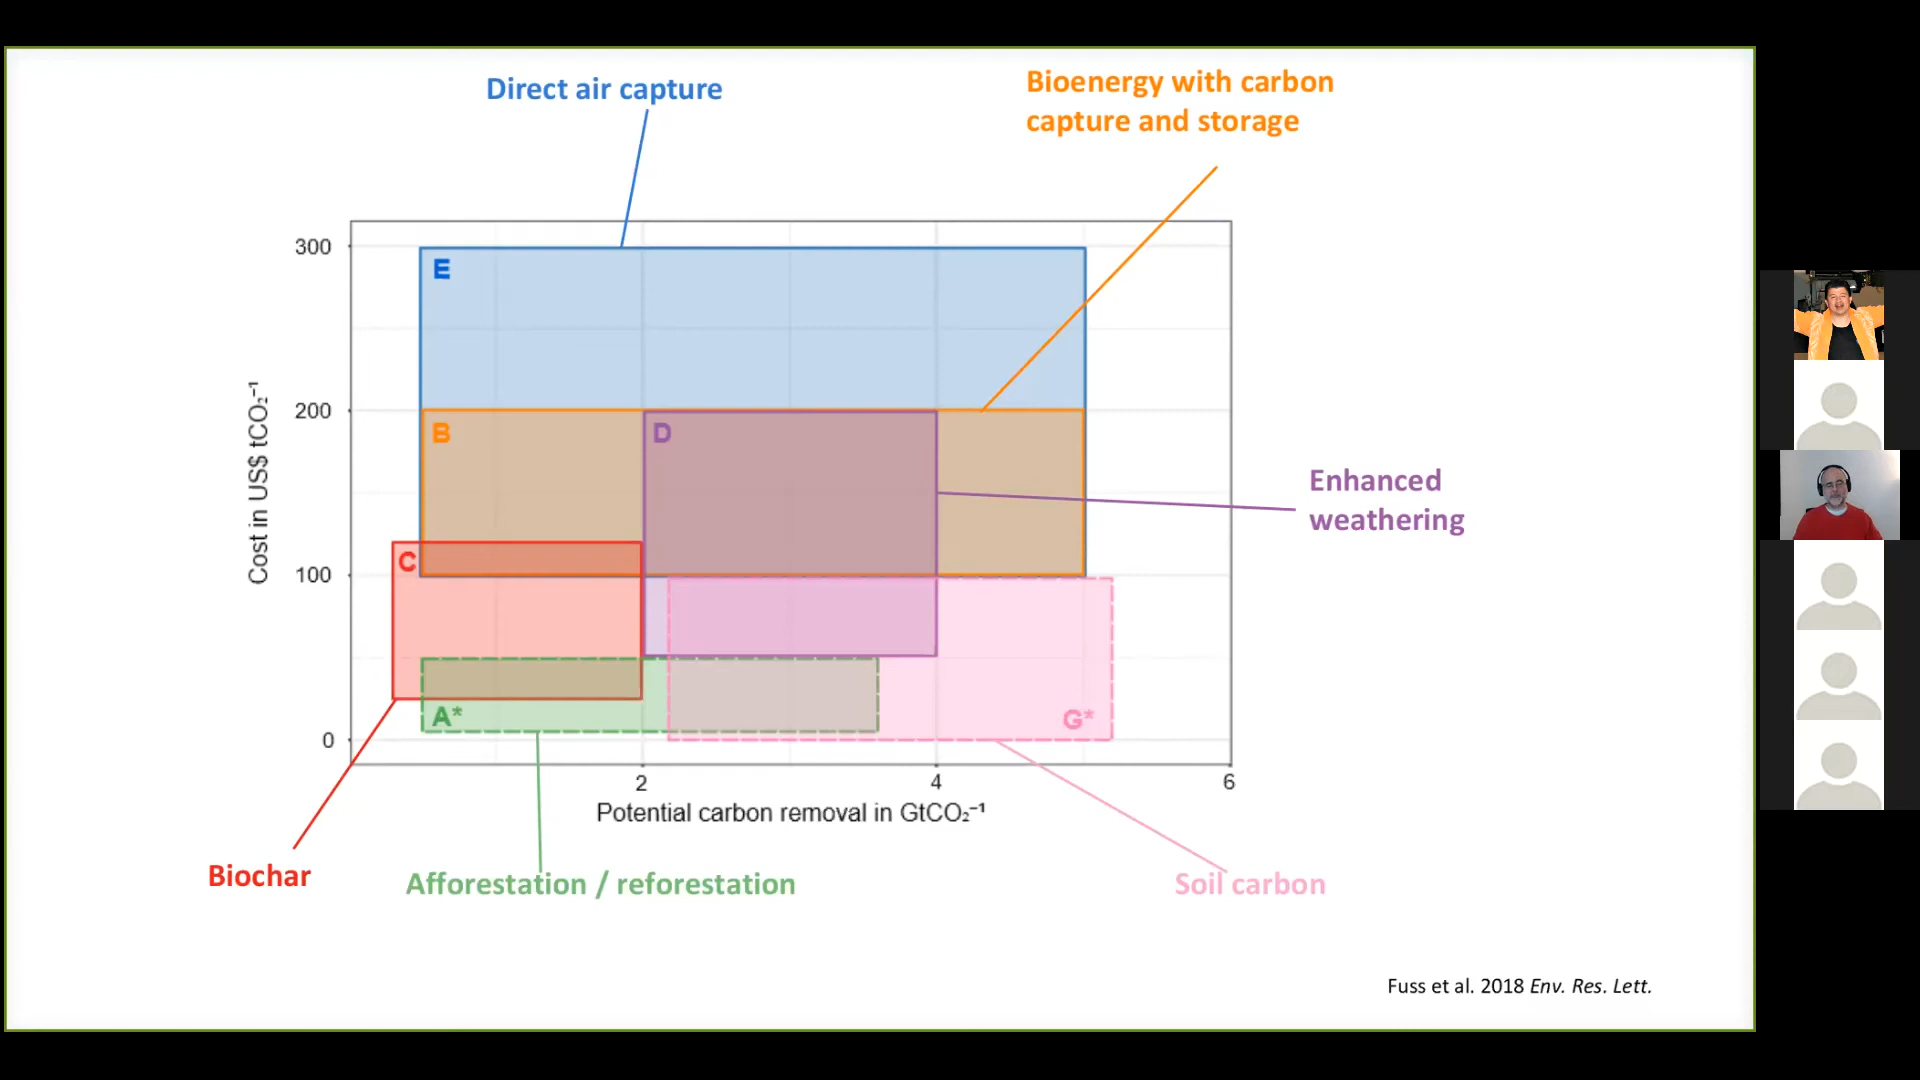 Direct air capture
Bioenergy with carbon
capture and storage
300
E
200
B
D
Cost in US$ tCO₂⁻¹
Enhanced
weathering
C
100
A*
G*
0
2
4
6
Potential carbon removal in GtCO₂⁻¹
Biochar
Afforestation / reforestation
Soil carbon
Fuss et al. 2018 Env. Res. Lett.